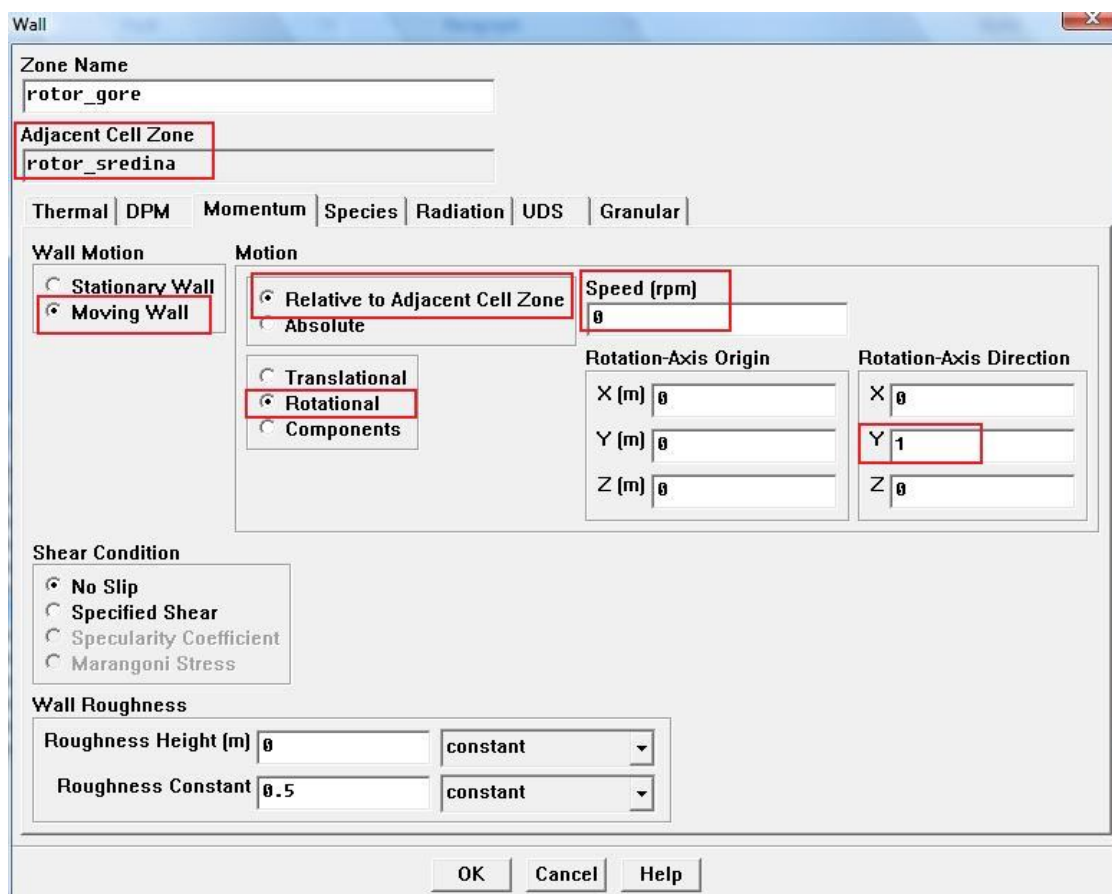 Wall
Zone Name
rotor_gore
Adjacent Cell Zone
rotor_sredina
Thermal DPM Momentum Species Radiation UDS Granular
Wall Motion
Stationary Wall
Moving Wall
Motion
Relative to Adjacent Cell Zone
Absolute
Translational
Rotational
Components
Speed (rpm)
0
Rotation-Axis Origin
X (m) 0
Y (m) 0
Z (m) 0
Rotation-Axis Direction
X 0
Y 1
Z 0
Shear Condition
No Slip
Specified Shear
Specularity Coefficient
Marangoni Stress
Wall Roughness
Roughness Height (m) 0 constant
Roughness Constant 0.5 constant
OK Cancel Help